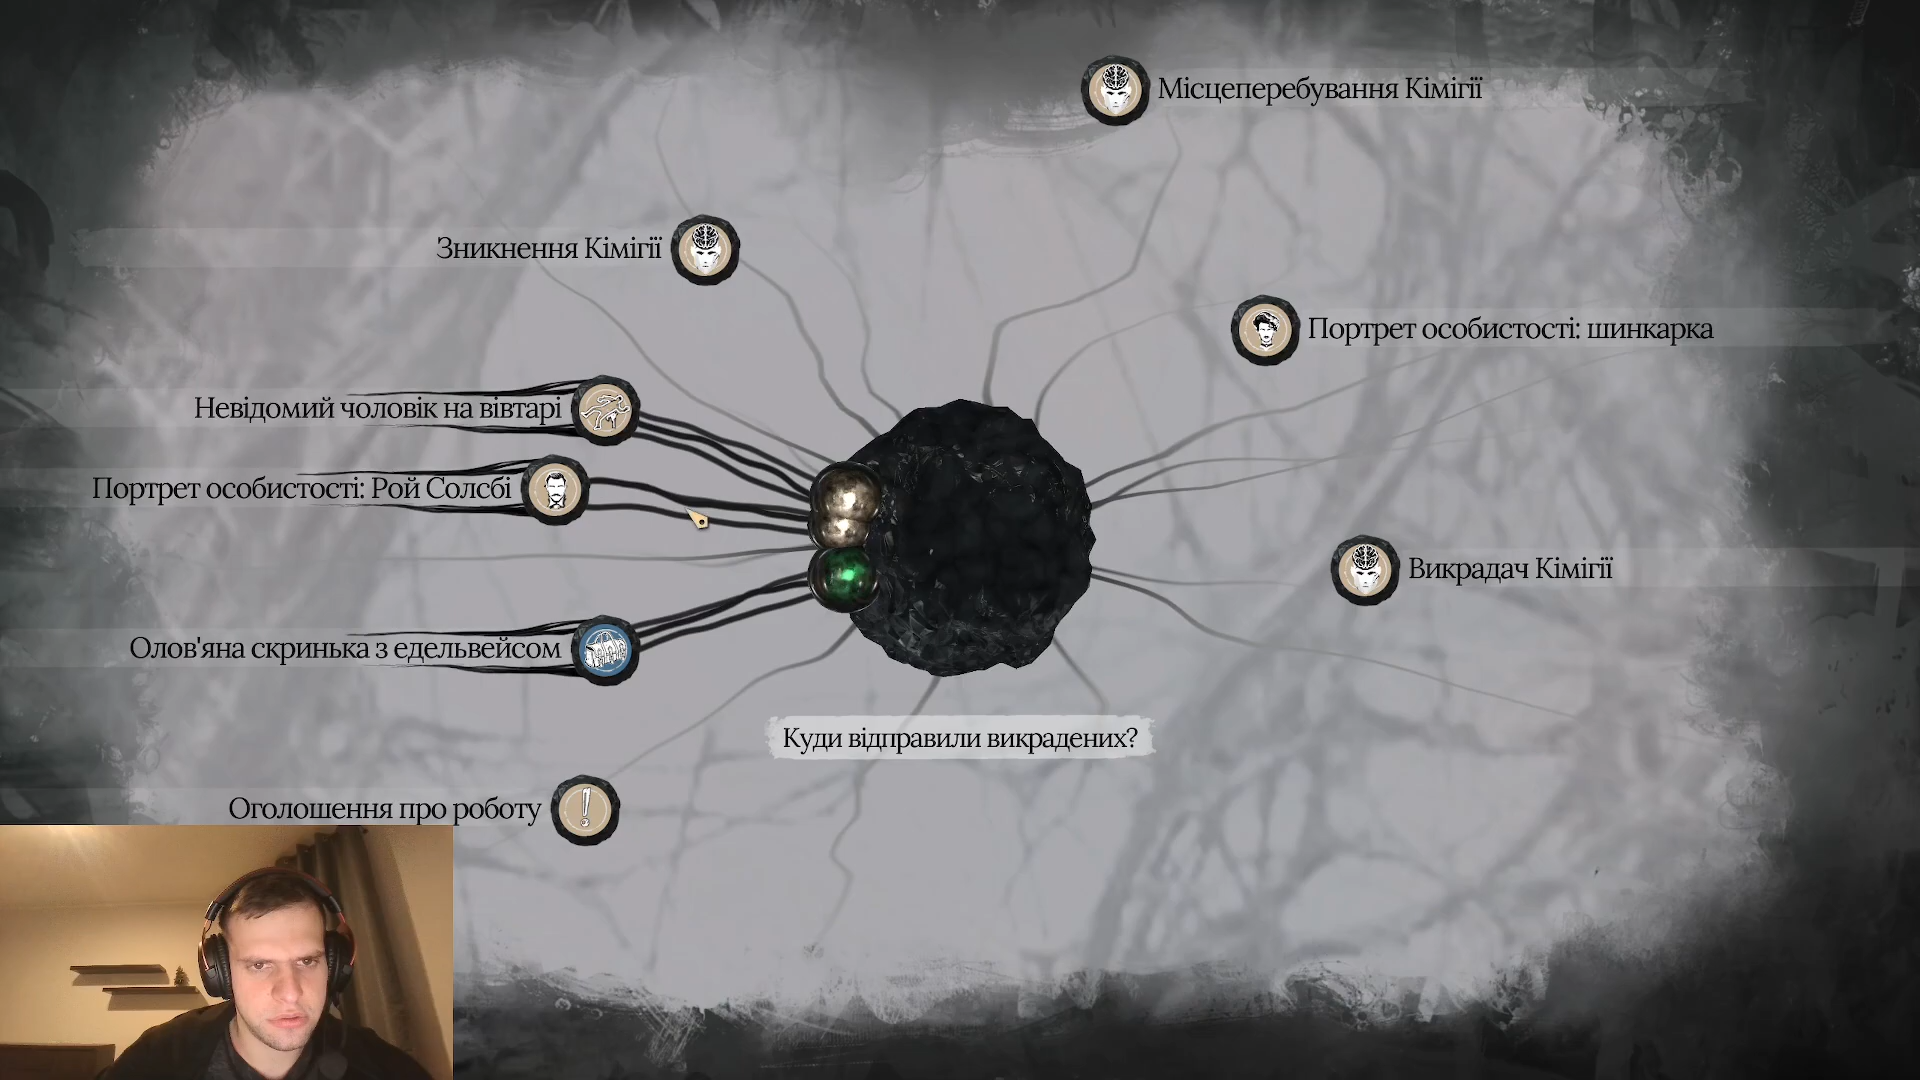 Місцеперебування Кімігії
Зникнення Кімігії
Портрет особистості: шинкарка
Невідомий чоловік на вівтарі
Портрет особистості: Рой Солсбі
Викрадач Кімігії
Олов'яна скринька з едельвейсом
Куди відправили викрадених?
Оголошення про роботу